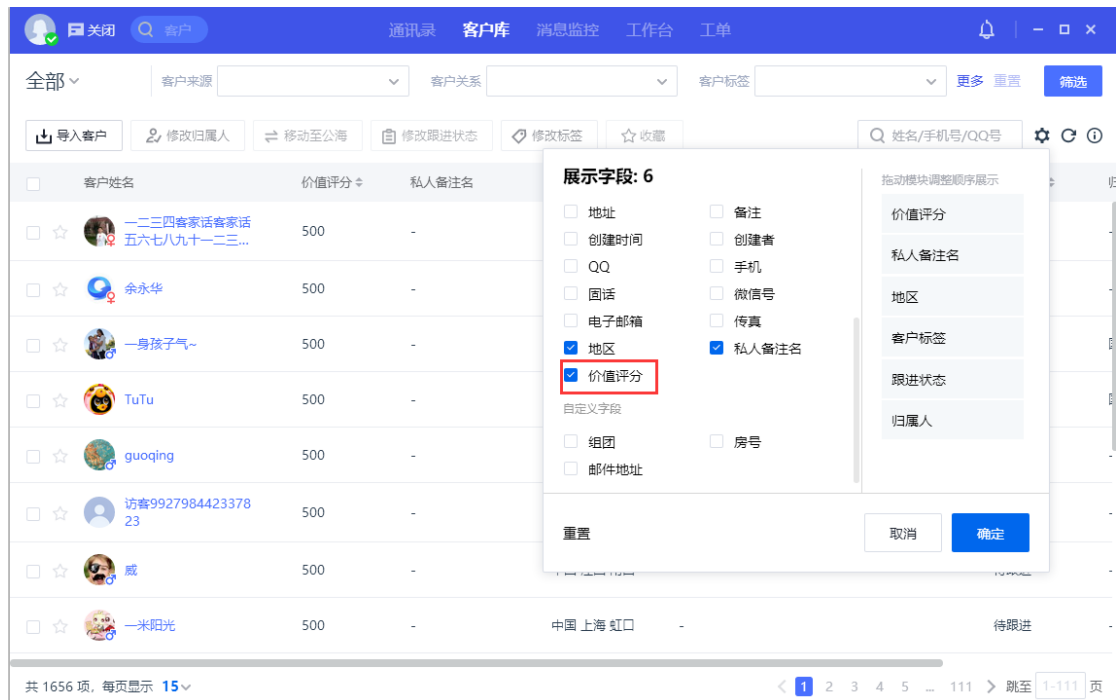 关闭
客户
通讯录
客户库
消息监控
工作台
工单
全部
客户来源
客户关系
客户标签
更多
重置
筛选
导入客户
修改归属人
移动至公海
修改跟进状态
修改标签
收藏
姓名/手机号/QQ号
客户姓名
价值评分
私人备注名
一二三四客家话客家话
五六七八九十一二三...
500
-
余永华
500
-
一身孩子气~
500
-
TuTu
500
-
guoqing
500
-
访客9927984423378
23
500
-
威
500
-
一米阳光
500
-
中国 上海 虹口
-
待跟进
展示字段: 6
地址
备注
创建时间
创建者
QQ
手机
固话
微信号
电子邮箱
传真
地区
私人备注名
价值评分
自定义字段
组团
房号
邮件地址
拖动模块调整顺序展示
价值评分
私人备注名
地区
客户标签
跟进状态
归属人
重置
取消
确定
共 1656 项, 每页显示 15
1 2 3 4 5 ... 111
跳至 1-111 页